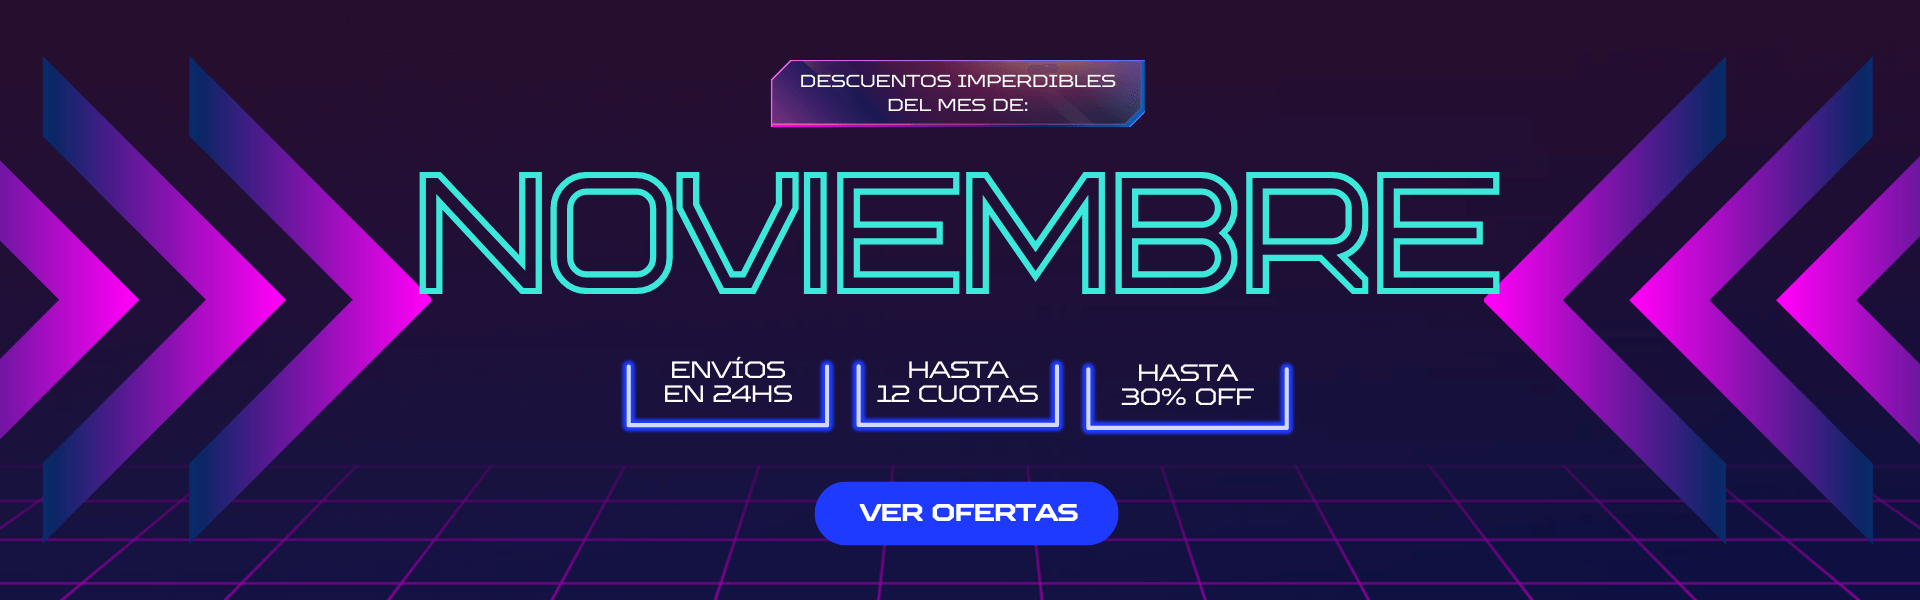 DESCUENTOS IMPERDIBLES
DEL MES DE:
NOVIEMBRE
ENVÍOS
EN 24HS
HASTA
12 CUOTAS
HASTA
30% OFF
VER OFERTAS